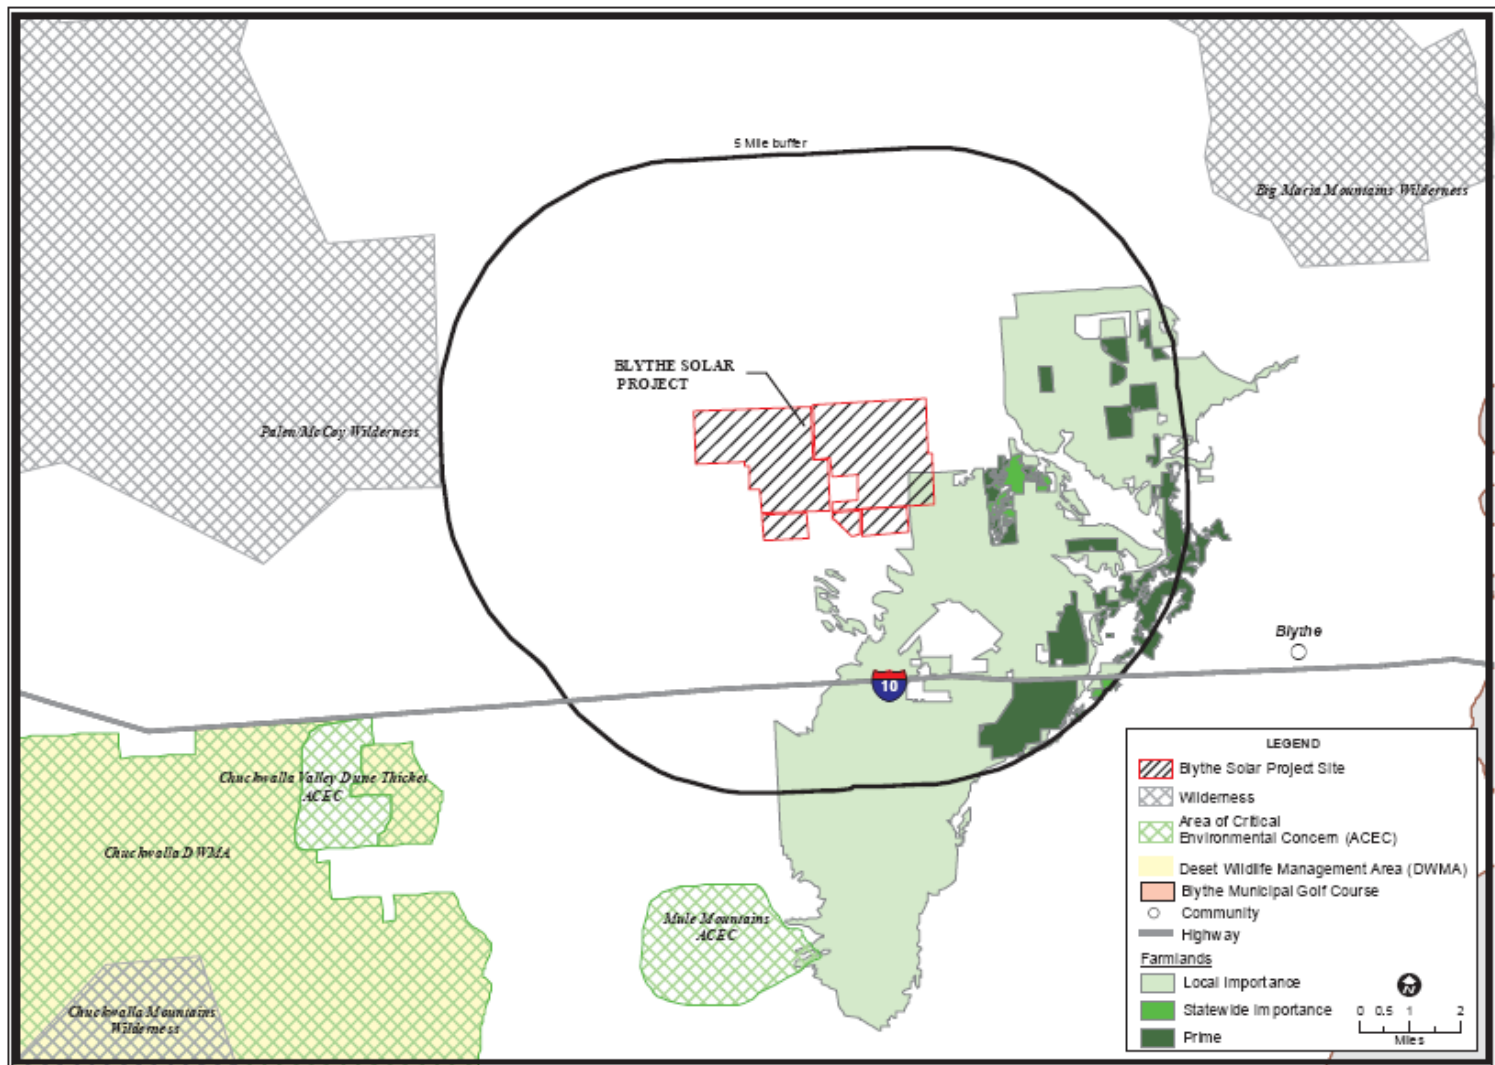 5 Mile buffer
Big Maria Mountains Wilderness
BLYTHE SOLAR
PROJECT
Palen/McCoy Wilderness
Blythe
10
Chuckwalla Valley Dune Thicket
ACEC
Chuckwalla DWMA
Mule Mountains
ACEC
Chuckwalla Mountains
Wilderness
LEGEND
Blythe Solar Project Site
Wilderness
Area of Critical
Environmental Concern (ACEC)
Deset Wildlife Management Area (DWMA)
Blythe Municipal Golf Course
Community
Highway
Farmlands
Local Importance
Statewide Importance
Prime
N
0 0.5 1 2
Miles